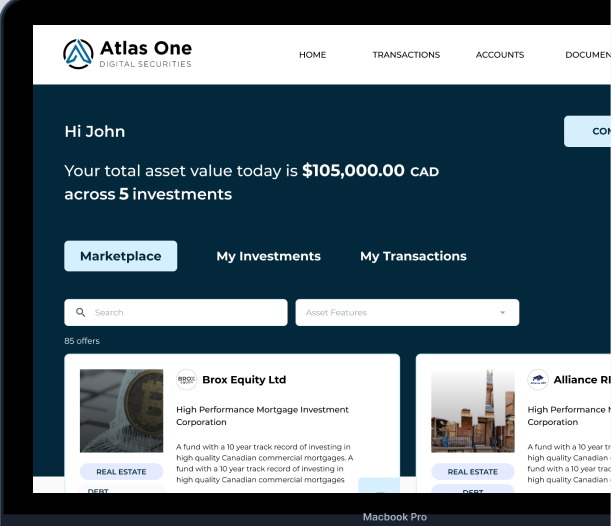 Atlas One
DIGITAL SECURITIES
HOME TRANSACTIONS ACCOUNTS DOCUMEN
Hi John
COM
Your total asset value today is $105,000.00 CAD
across 5 investments
Marketplace My Investments My Transactions
Search Asset Features
85 offers
BROX
Brox Equity Ltd
High Performance Mortgage Investment
Corporation
A fund with a 10 year track record of investing in
high quality Canadian commercial mortgages. A
fund with a 10 year track record of investing in
high quality Canadian commercial mortgages
REAL ESTATE
DEBT
Alliance RE
High Performance M
Corporation
A fund with a 10 year tr
high quality Canadian
fund with a 10 year trac
high quality Canadian
REAL ESTATE
DEBT
Macbook Pro